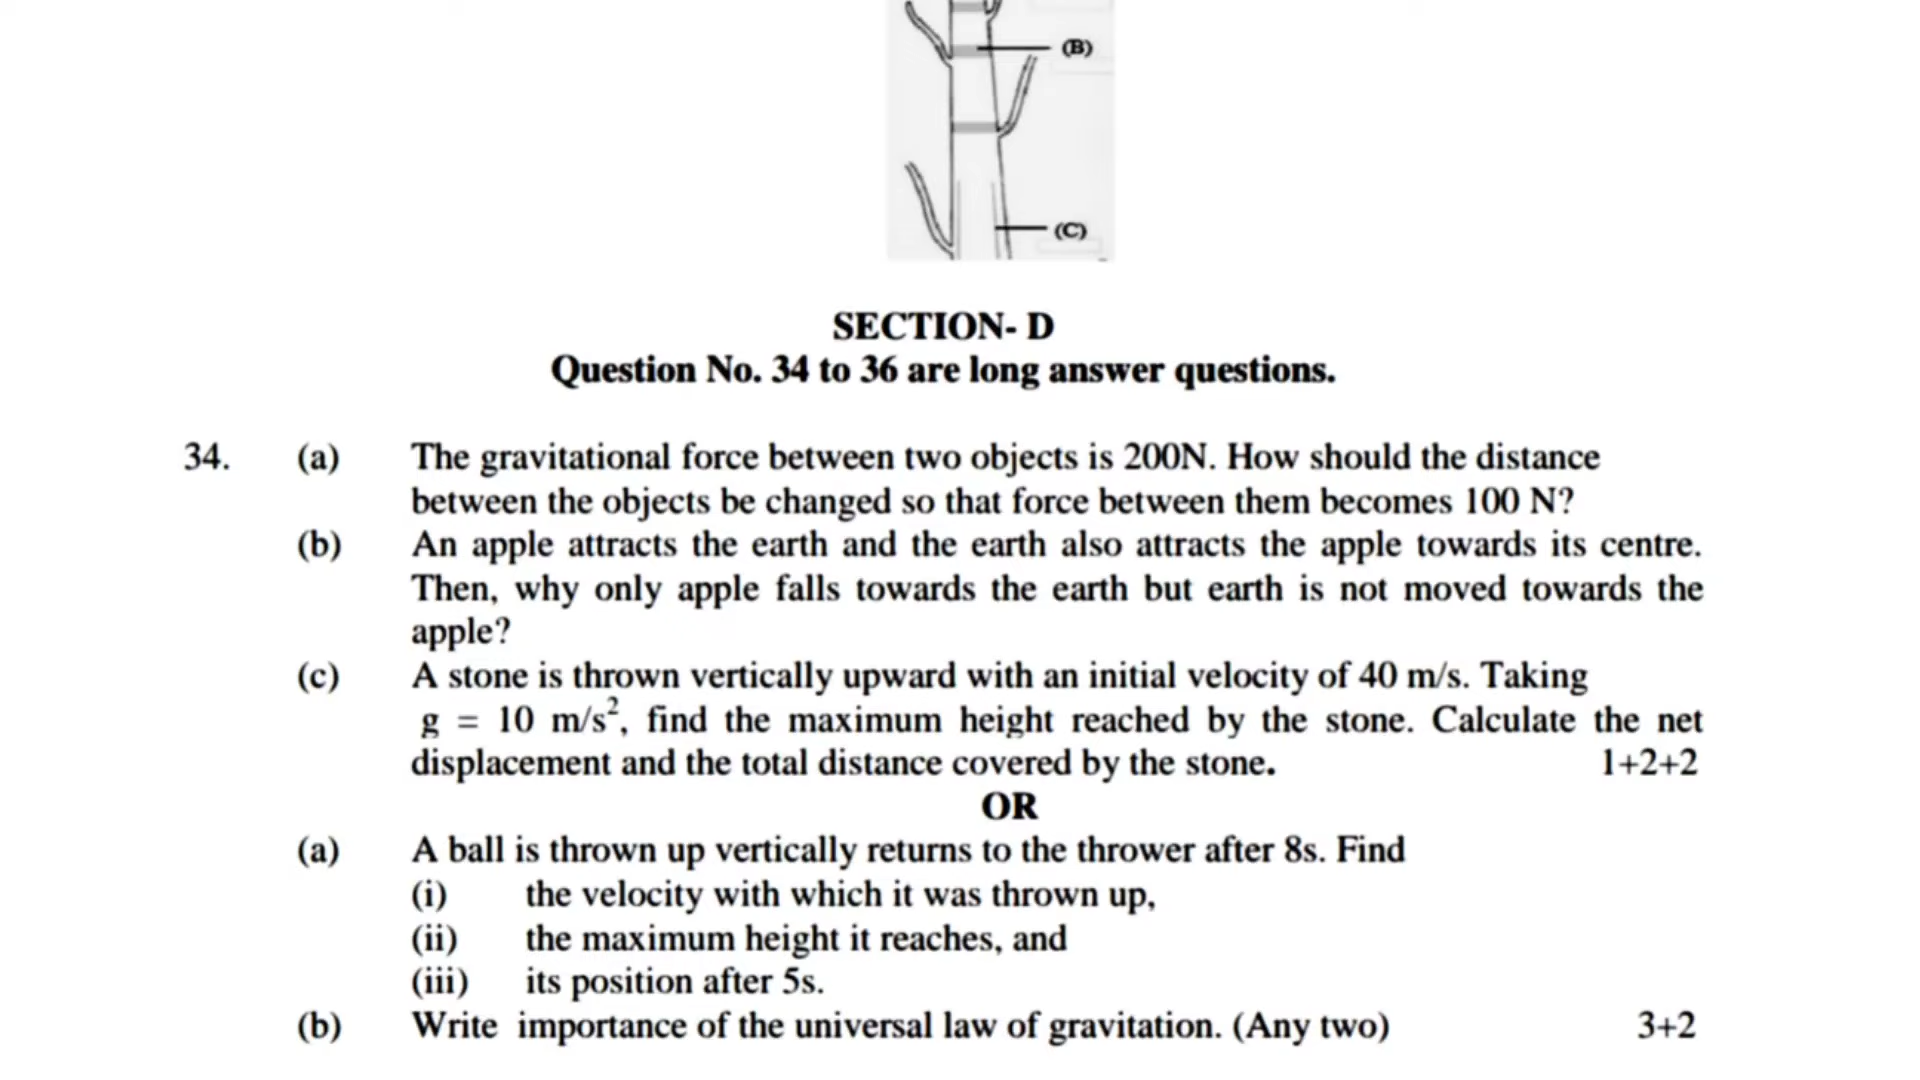 (B)
(C)
SECTION- D
Question No. 34 to 36 are long answer questions.
34. (a) The gravitational force between two objects is 200N. How should the distance
between the objects be changed so that force between them becomes 100 N?
(b) An apple attracts the earth and the earth also attracts the apple towards its centre.
Then, why only apple falls towards the earth but earth is not moved towards the
apple?
(c) A stone is thrown vertically upward with an initial velocity of 40 m/s. Taking
g = 10 m/s², find the maximum height reached by the stone. Calculate the net
displacement and the total distance covered by the stone. 1+2+2
OR
(a) A ball is thrown up vertically returns to the thrower after 8s. Find
(i) the velocity with which it was thrown up,
(ii) the maximum height it reaches, and
(iii) its position after 5s.
(b) Write importance of the universal law of gravitation. (Any two) 3+2